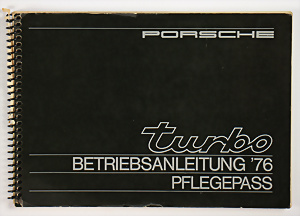 PORSCHE
turbo
BETRIEBSANLEITUNG '76
PFLEGEPASS